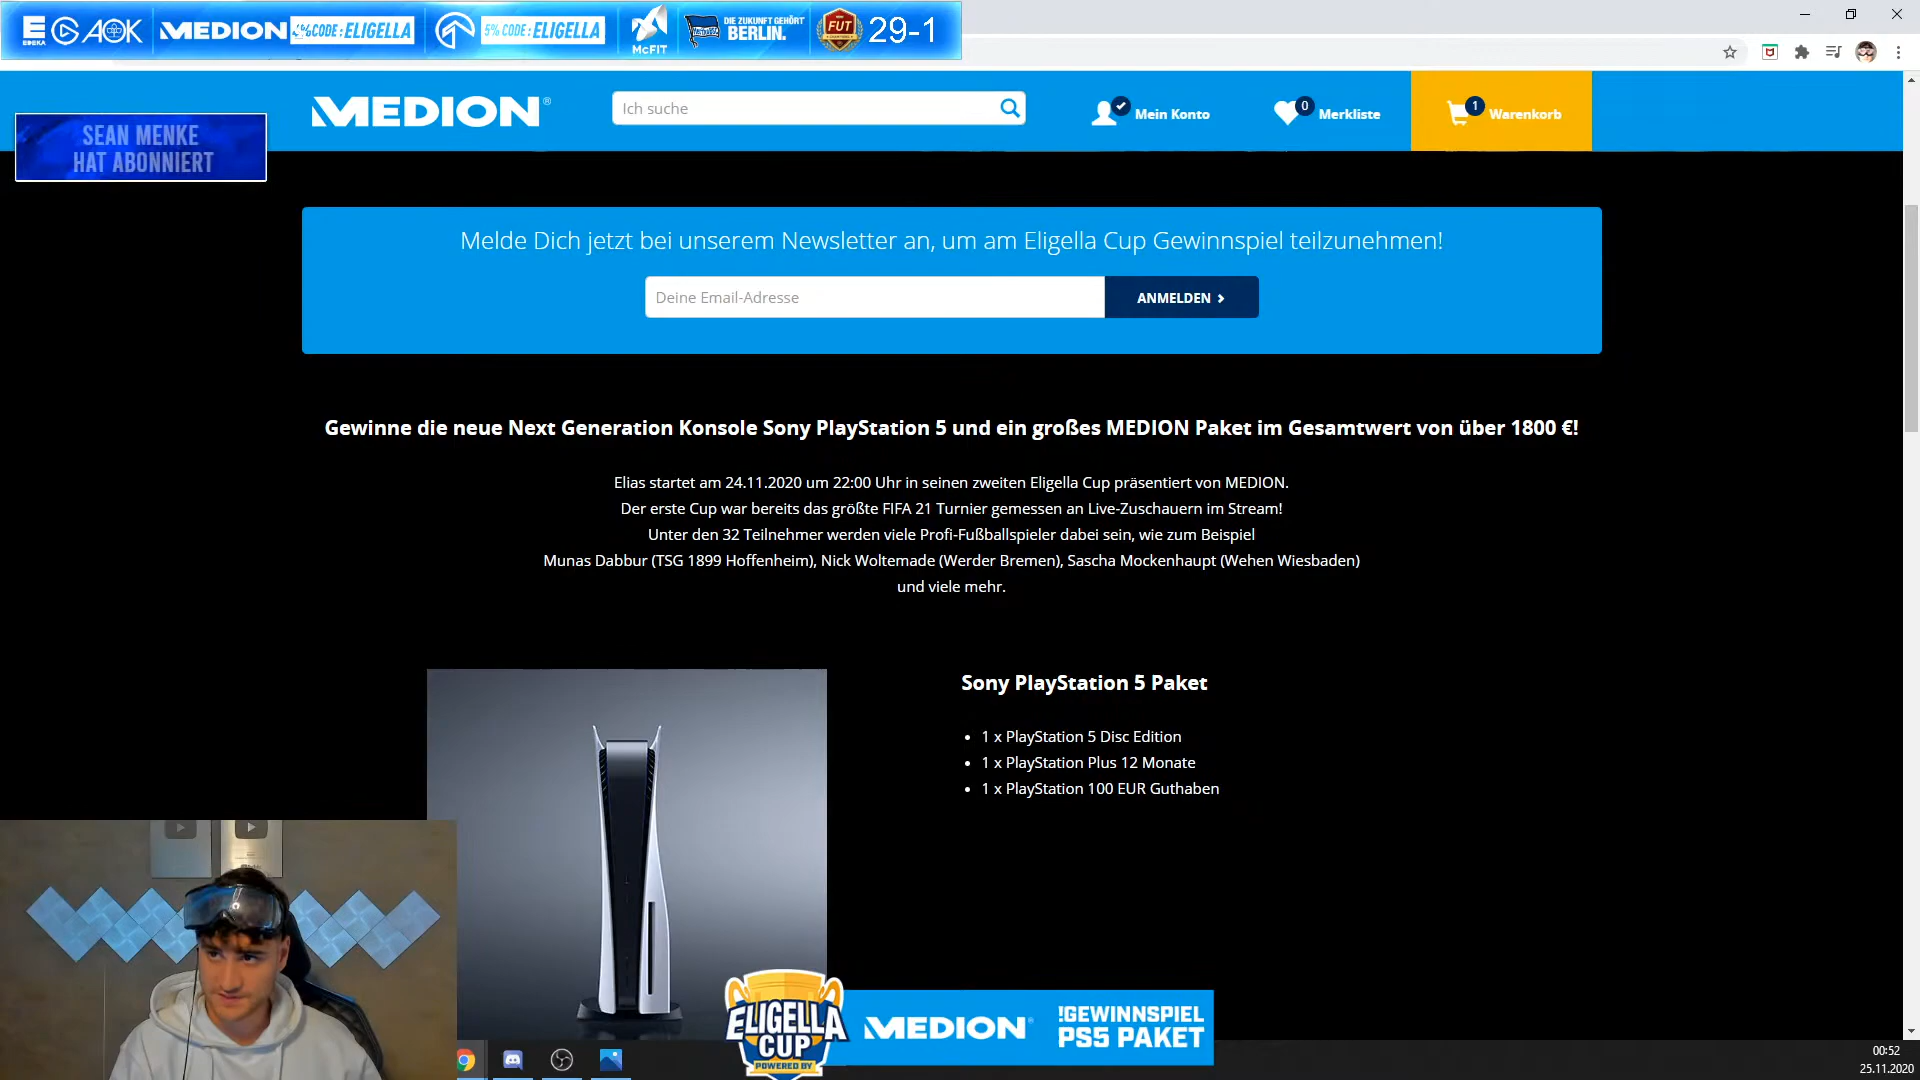 EDEKA
AOK
MEDION
CODE:ELIGELLA
5% CODE:ELIGELLA
McFIT
DIE ZUKUNFT GEHÖRT
BERLIN.
FUT
29-1
SEAN MENKE
HAT ABONNIERT
MEDION®
Ich suche
Mein Konto
0
Merkliste
1
Warenkorb
Melde Dich jetzt bei unserem Newsletter an, um am Eligella Cup Gewinnspiel teilzunehmen!
Deine Email-Adresse
ANMELDEN
Gewinne die neue Next Generation Konsole Sony PlayStation 5 und ein großes MEDION Paket im Gesamtwert von über 1800 €!
Elias startet am 24.11.2020 um 22:00 Uhr in seinen zweiten Eligella Cup präsentiert von MEDION.
Der erste Cup war bereits das größte FIFA 21 Turnier gemessen an Live-Zuschauern im Stream!
Unter den 32 Teilnehmer werden viele Profi-Fußballspieler dabei sein, wie zum Beispiel
Munas Dabbur (TSG 1899 Hoffenheim), Nick Woltemade (Werder Bremen), Sascha Mockenhaupt (Wehen Wiesbaden)
und viele mehr.
Sony PlayStation 5 Paket
• 1 x PlayStation 5 Disc Edition
• 1 x PlayStation Plus 12 Monate
• 1 x PlayStation 100 EUR Guthaben
ELIGELLA
CUP
POWERED BY
MEDION
!GEWINNSPIEL
PS5 PAKET
00:52
25.11.2020